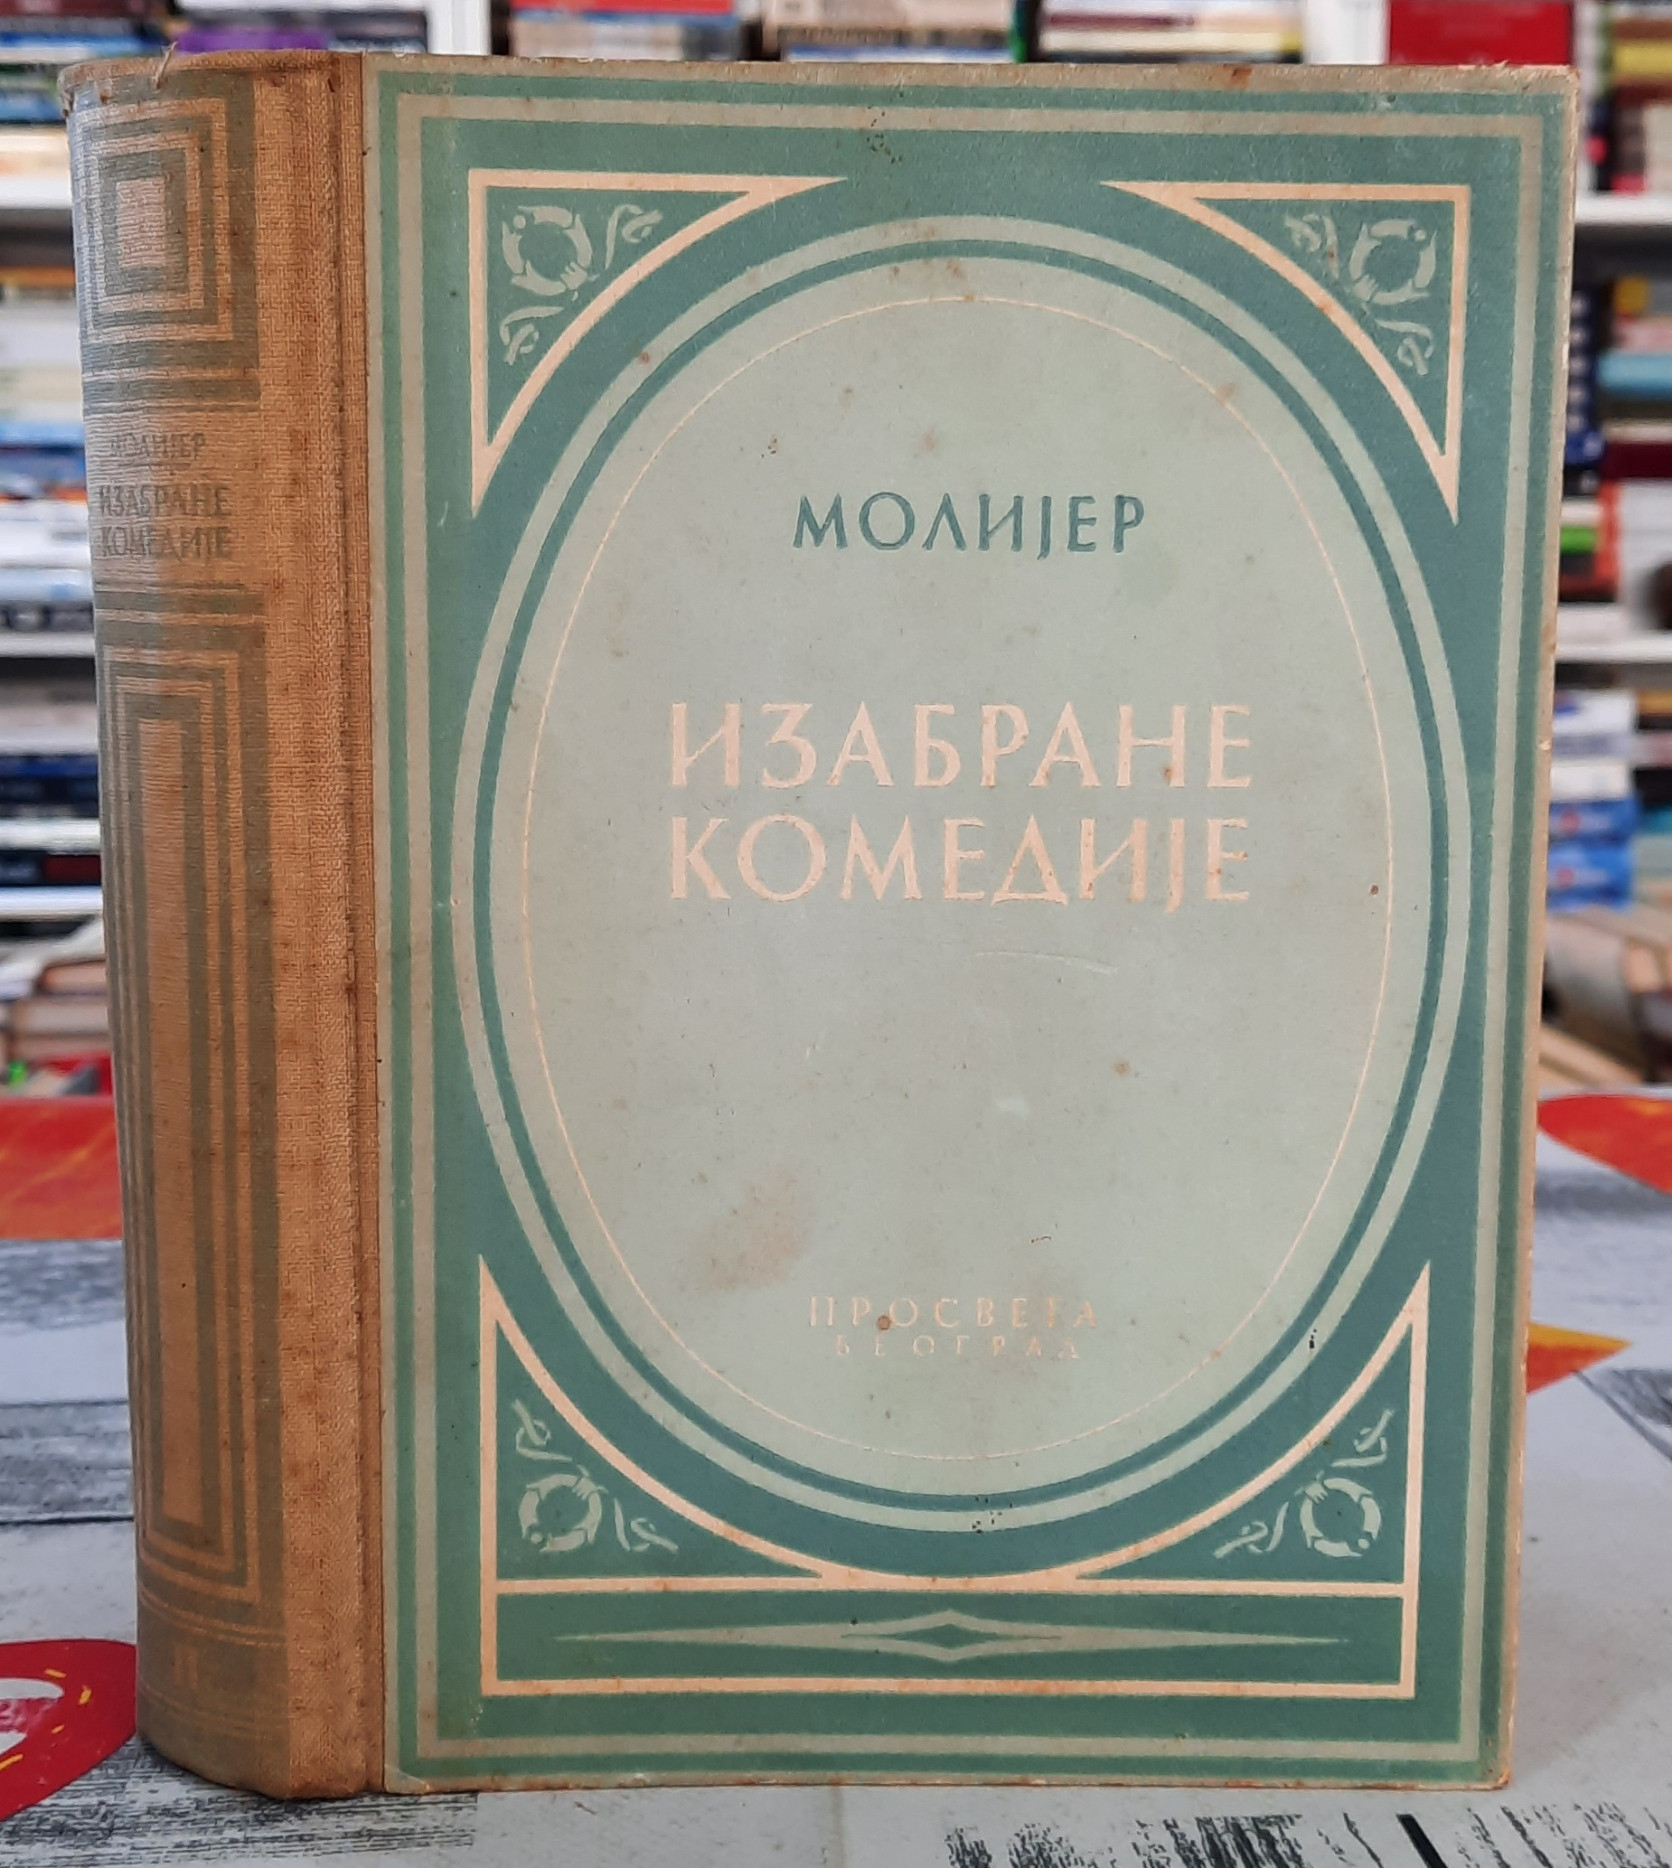 МОЛИЈЕР
ИЗАБРАНЕ
КОМЕДИЈЕ
МОЛИЈЕР
ИЗАБРАНЕ
КОМЕДИЈЕ
ПРОСВЕТА
БЕОГРАД